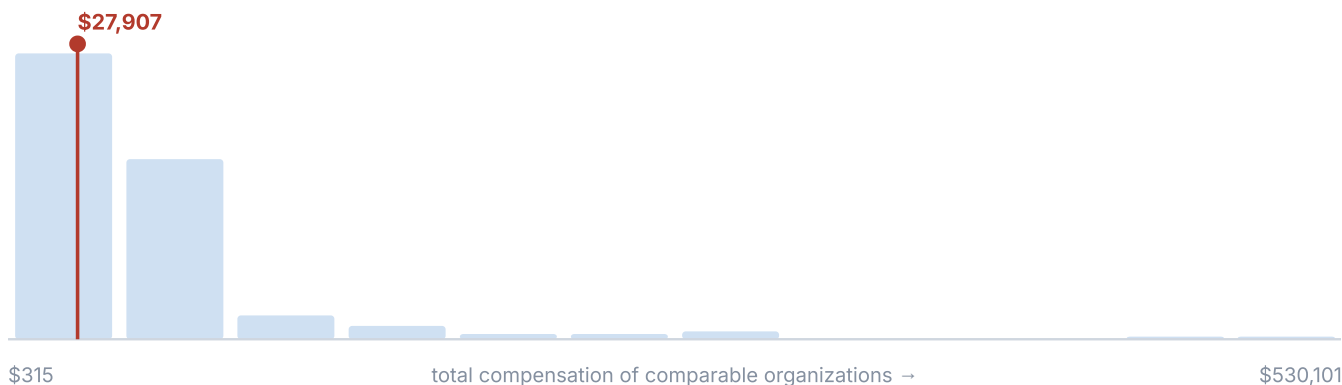 $27,907
$315
total compensation of comparable organizations →
$530,101